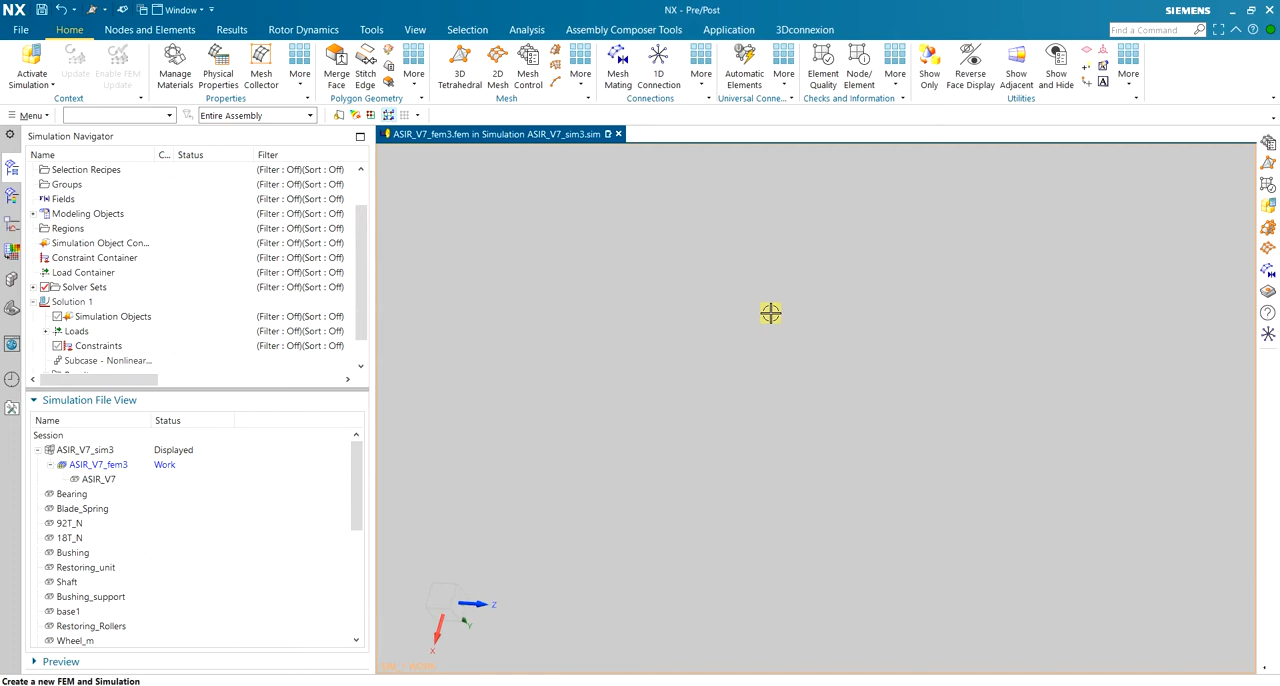 NX
Window
NX - Pre/Post
SIEMENS
File
Home
Nodes and Elements
Results
Rotor Dynamics
Tools
View
Selection
Analysis
Assembly Composer Tools
Application
3Dconnexion
Find a Command
Activate Simulation
Update
Enable FEM Update
Manage Materials
Physical Properties
Mesh Collector
More
Merge Face
Stitch Edge
More
3D Tetrahedral
2D Mesh
Mesh Control
More
Mesh Mating
1D Connection
More
Automatic Elements
More
Element Quality
Node/ Element
More
Show Only
Reverse Face Display
Show Adjacent
Show and Hide
More
Context
Properties
Polygon Geometry
Mesh
Connections
Universal Conne...
Checks and Information
Utilities
Menu
Entire Assembly
Simulation Navigator
ASIR_V7_fem3.fem in Simulation ASIR_V7_sim3.sim
Name C... Status Filter
Selection Recipes (Filter : Off)(Sort : Off)
Groups (Filter : Off)(Sort : Off)
Fields (Filter : Off)(Sort : Off)
Modeling Objects (Filter : Off)(Sort : Off)
Regions (Filter : Off)(Sort : Off)
Simulation Object Con... (Filter : Off)(Sort : Off)
Constraint Container (Filter : Off)(Sort : Off)
Load Container (Filter : Off)(Sort : Off)
Solver Sets (Filter : Off)(Sort : Off)
Solution 1 (Filter : Off)(Sort : Off)
Simulation Objects (Filter : Off)(Sort : Off)
Loads (Filter : Off)(Sort : Off)
Constraints (Filter : Off)(Sort : Off)
Subcase - Nonlinear... (Filter : Off)(Sort : Off)
Simulation File View
Name Status
Session
ASIR_V7_sim3 Displayed
ASIR_V7_fem3 Work
ASIR_V7
Bearing
Blade_Spring
92T_N
18T_N
Bushing
Restoring_unit
Shaft
Bushing_support
base1
Restoring_Rollers
Wheel_m
Preview
Z
Y
X
Create a new FEM and Simulation